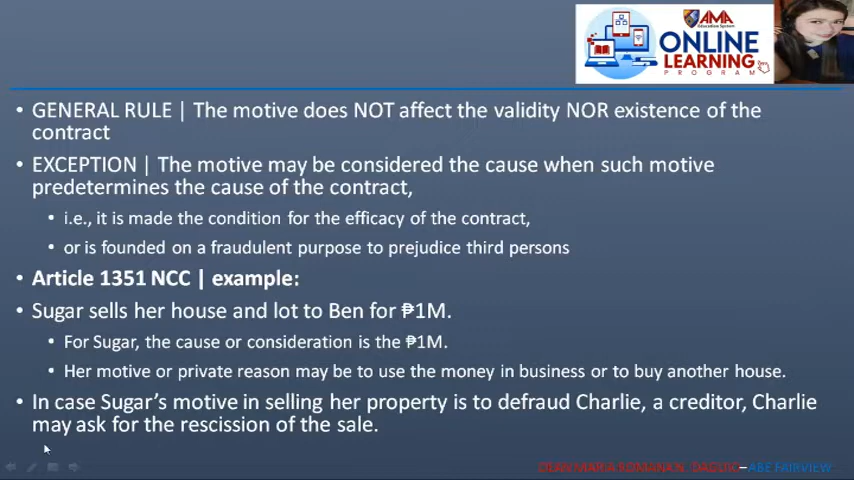 AMA
Education System
ONLINE
LEARNING
PROGRAM
• GENERAL RULE | The motive does NOT affect the validity NOR existence of the
contract
• EXCEPTION | The motive may be considered the cause when such motive
predetermines the cause of the contract,
• i.e., it is made the condition for the efficacy of the contract,
• or is founded on a fraudulent purpose to prejudice third persons
• Article 1351 NCC | example:
• Sugar sells her house and lot to Ben for ₱1M.
• For Sugar, the cause or consideration is the ₱1M.
• Her motive or private reason may be to use the money in business or to buy another house.
• In case Sugar's motive in selling her property is to defraud Charlie, a creditor, Charlie
may ask for the rescission of the sale.
MARIA ROMANA N. – ABE FAIRVIEW